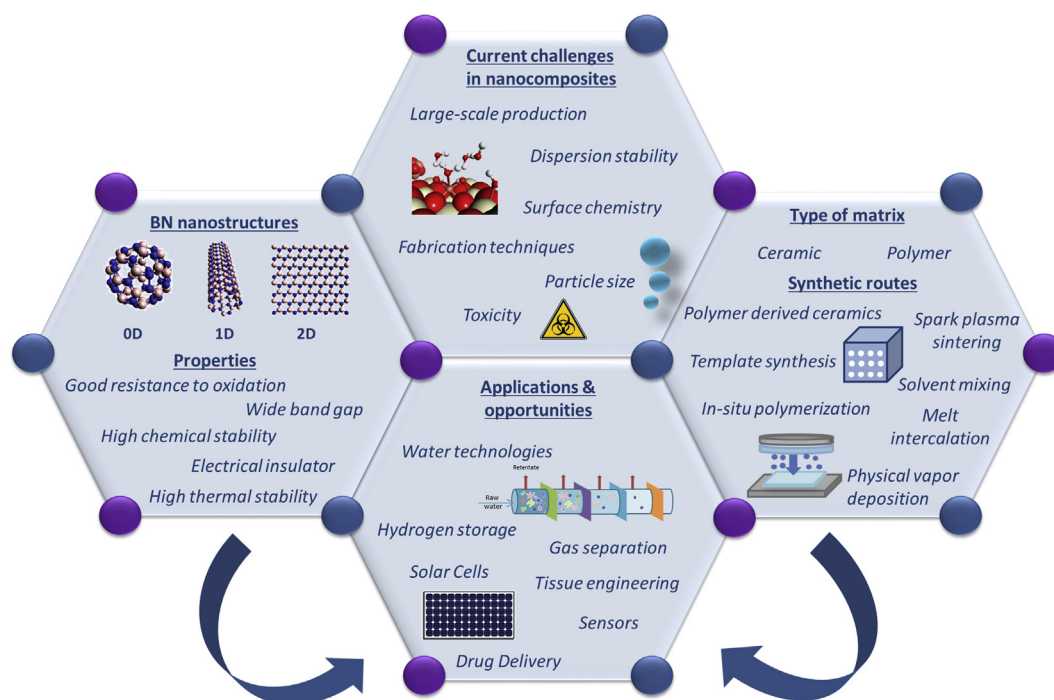 Current challenges
in nanocomposites
Large-scale production
Dispersion stability
Surface chemistry
Fabrication techniques
Particle size
Toxicity
BN nanostructures
0D
1D
2D
Properties
Good resistance to oxidation
Wide band gap
High chemical stability
Electrical insulator
High thermal stability
Type of matrix
Ceramic
Polymer
Synthetic routes
Polymer derived ceramics
Spark plasma
sintering
Template synthesis
Solvent mixing
In-situ polymerization
Melt
intercalation
Physical vapor
deposition
Applications &
opportunities
Water technologies
Retentate
Raw
water
Hydrogen storage
Gas separation
Solar Cells
Tissue engineering
Sensors
Drug Delivery